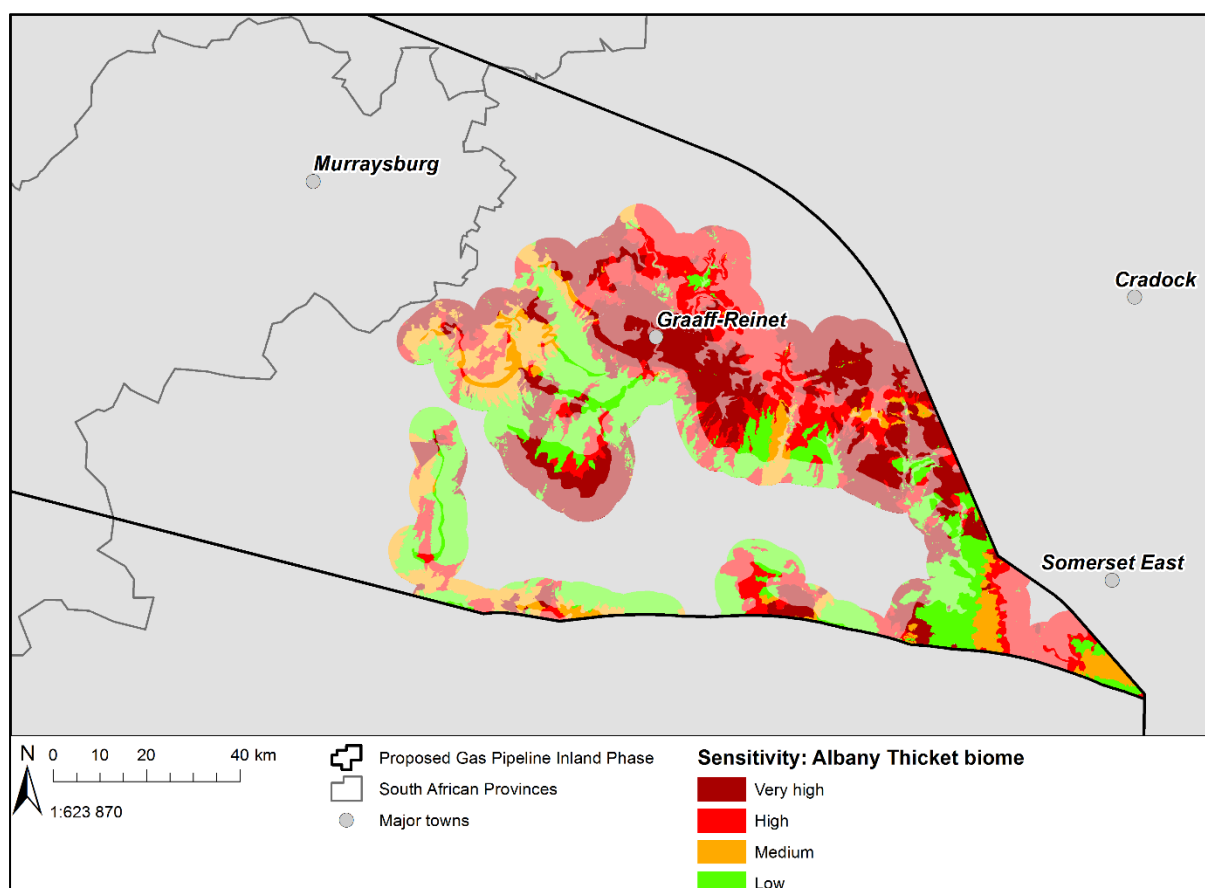 Murraysburg
Cradock
Graaff-Reinet
Somerset East
N
0 10 20 40 km
1:623 870
Proposed Gas Pipeline Inland Phase
South African Provinces
Major towns
Sensitivity: Albany Thicket biome
Very high
High
Medium
Low